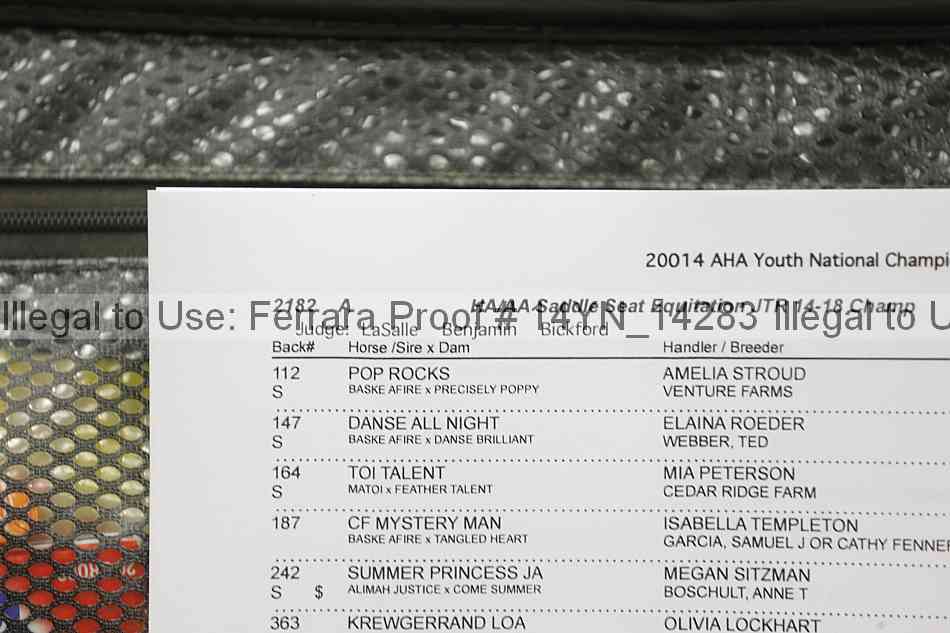 20014 AHA Youth National Champi
2182 A HA/AA Saddle Seat Equitation JTR 14-18 Champ
Illegal to Use: Ferrara Proof # 14YN_14283 Illegal to U
Judge: LaSalle Benjamin Bickford
Back# Horse /Sire x Dam Handler / Breeder
112 POP ROCKS AMELIA STROUD
S BASKE AFIRE x PRECISELY POPPY VENTURE FARMS
147 DANSE ALL NIGHT ELAINA ROEDER
S BASKE AFIRE x DANSE BRILLIANT WEBBER, TED
164 TOI TALENT MIA PETERSON
S MATOI x FEATHER TALENT CEDAR RIDGE FARM
187 CF MYSTERY MAN ISABELLA TEMPLETON
BASKE AFIRE x TANGLED HEART GARCIA, SAMUEL J OR CATHY FENNE
242 SUMMER PRINCESS JA MEGAN SITZMAN
S $ ALIMAH JUSTICE x COME SUMMER BOSCHULT, ANNE T
363 KREWGERRAND LOA OLIVIA LOCKHART